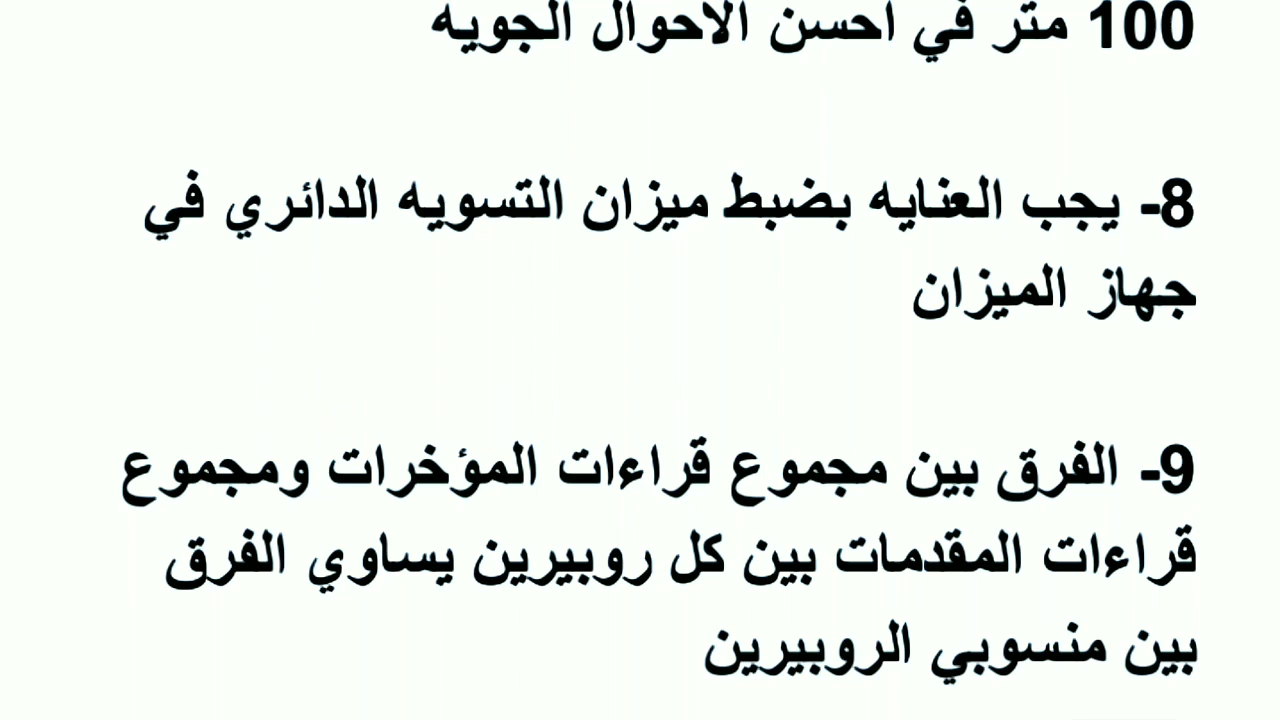 100 متر في احسن الاحوال الجويه
8- يجب العنايه بضبط ميزان التسويه الدائري في
جهاز الميزان
9- الفرق بين مجموع قراءات المؤخرات ومجموع
قراءات المقدمات بين كل روبيرين يساوي الفرق
بين منسوبي الروبيرين